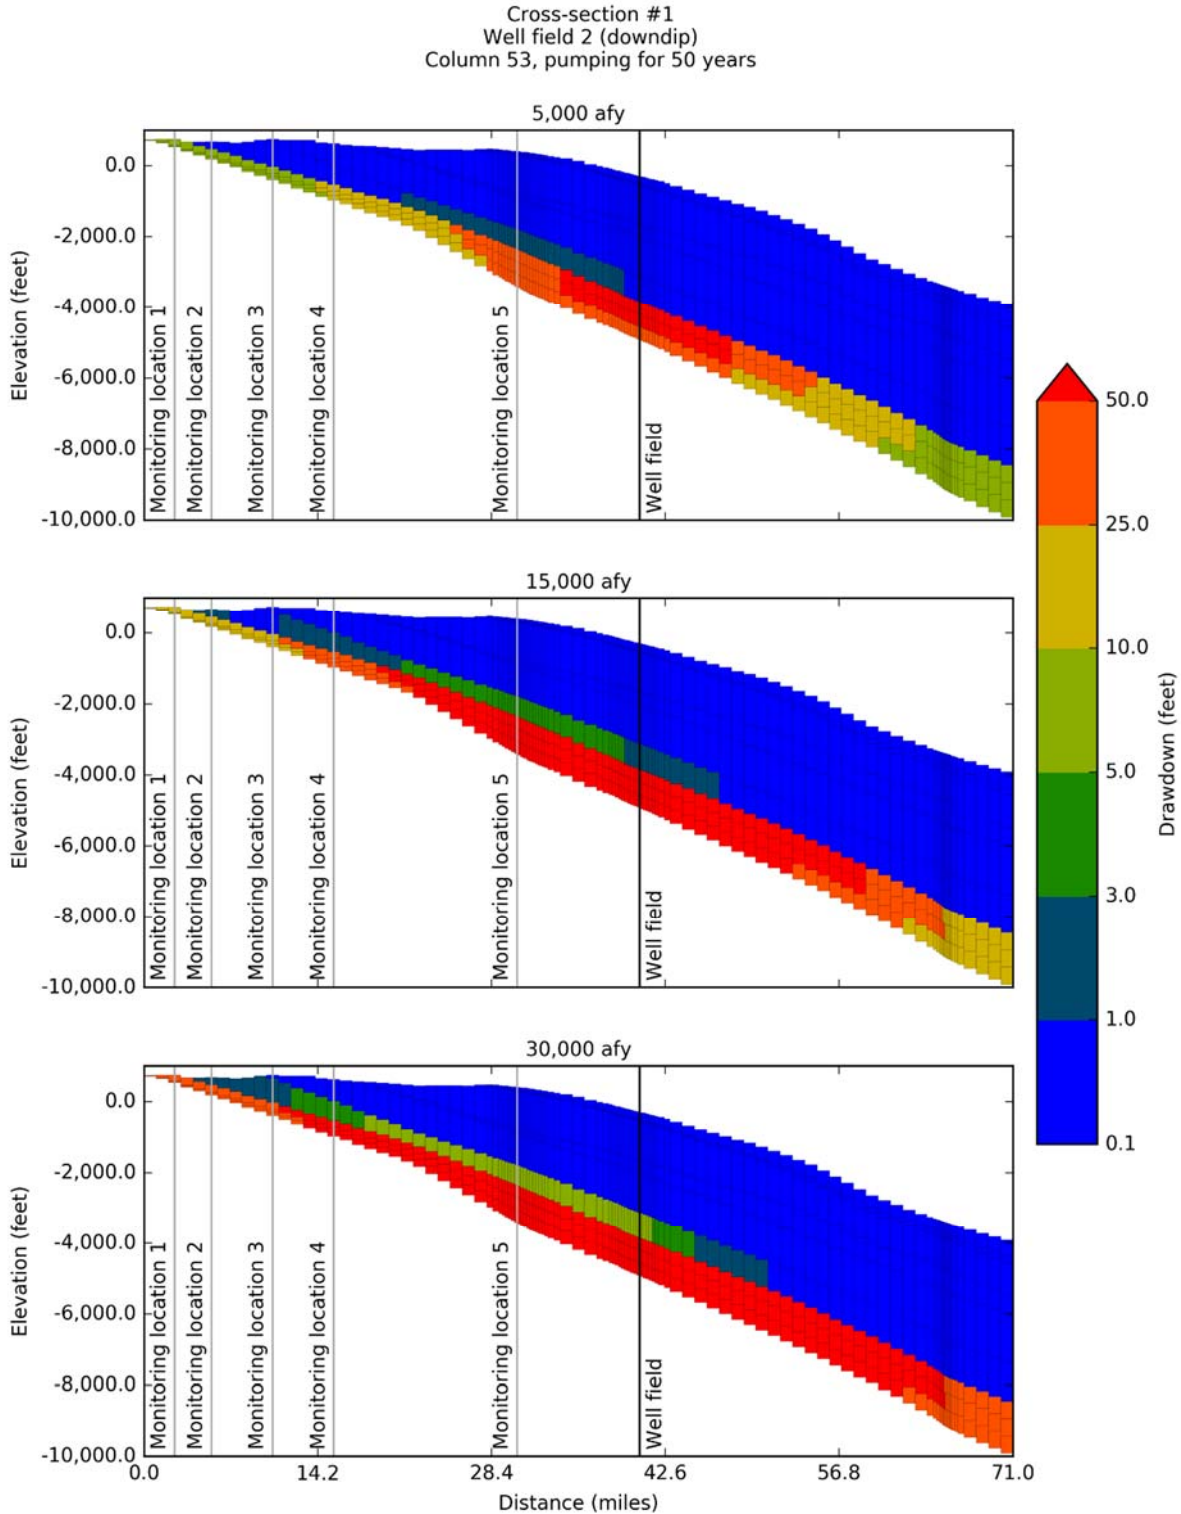 Cross-section #1
Well field 2 (downdip)
Column 53, pumping for 50 years
5,000 afy
0.0
-2,000.0
-4,000.0
-6,000.0
-8,000.0
-10,000.0
Elevation (feet)
Monitoring location 1
Monitoring location 2
Monitoring location 3
Monitoring location 4
Monitoring location 5
Well field
15,000 afy
0.0
-2,000.0
-4,000.0
-6,000.0
-8,000.0
-10,000.0
Elevation (feet)
Monitoring location 1
Monitoring location 2
Monitoring location 3
Monitoring location 4
Monitoring location 5
Well field
30,000 afy
0.0
-2,000.0
-4,000.0
-6,000.0
-8,000.0
-10,000.0
Elevation (feet)
Monitoring location 1
Monitoring location 2
Monitoring location 3
Monitoring location 4
Monitoring location 5
Well field
0.0 14.2 28.4 42.6 56.8 71.0
Distance (miles)
50.0
25.0
10.0
5.0
3.0
1.0
0.1
Drawdown (feet)